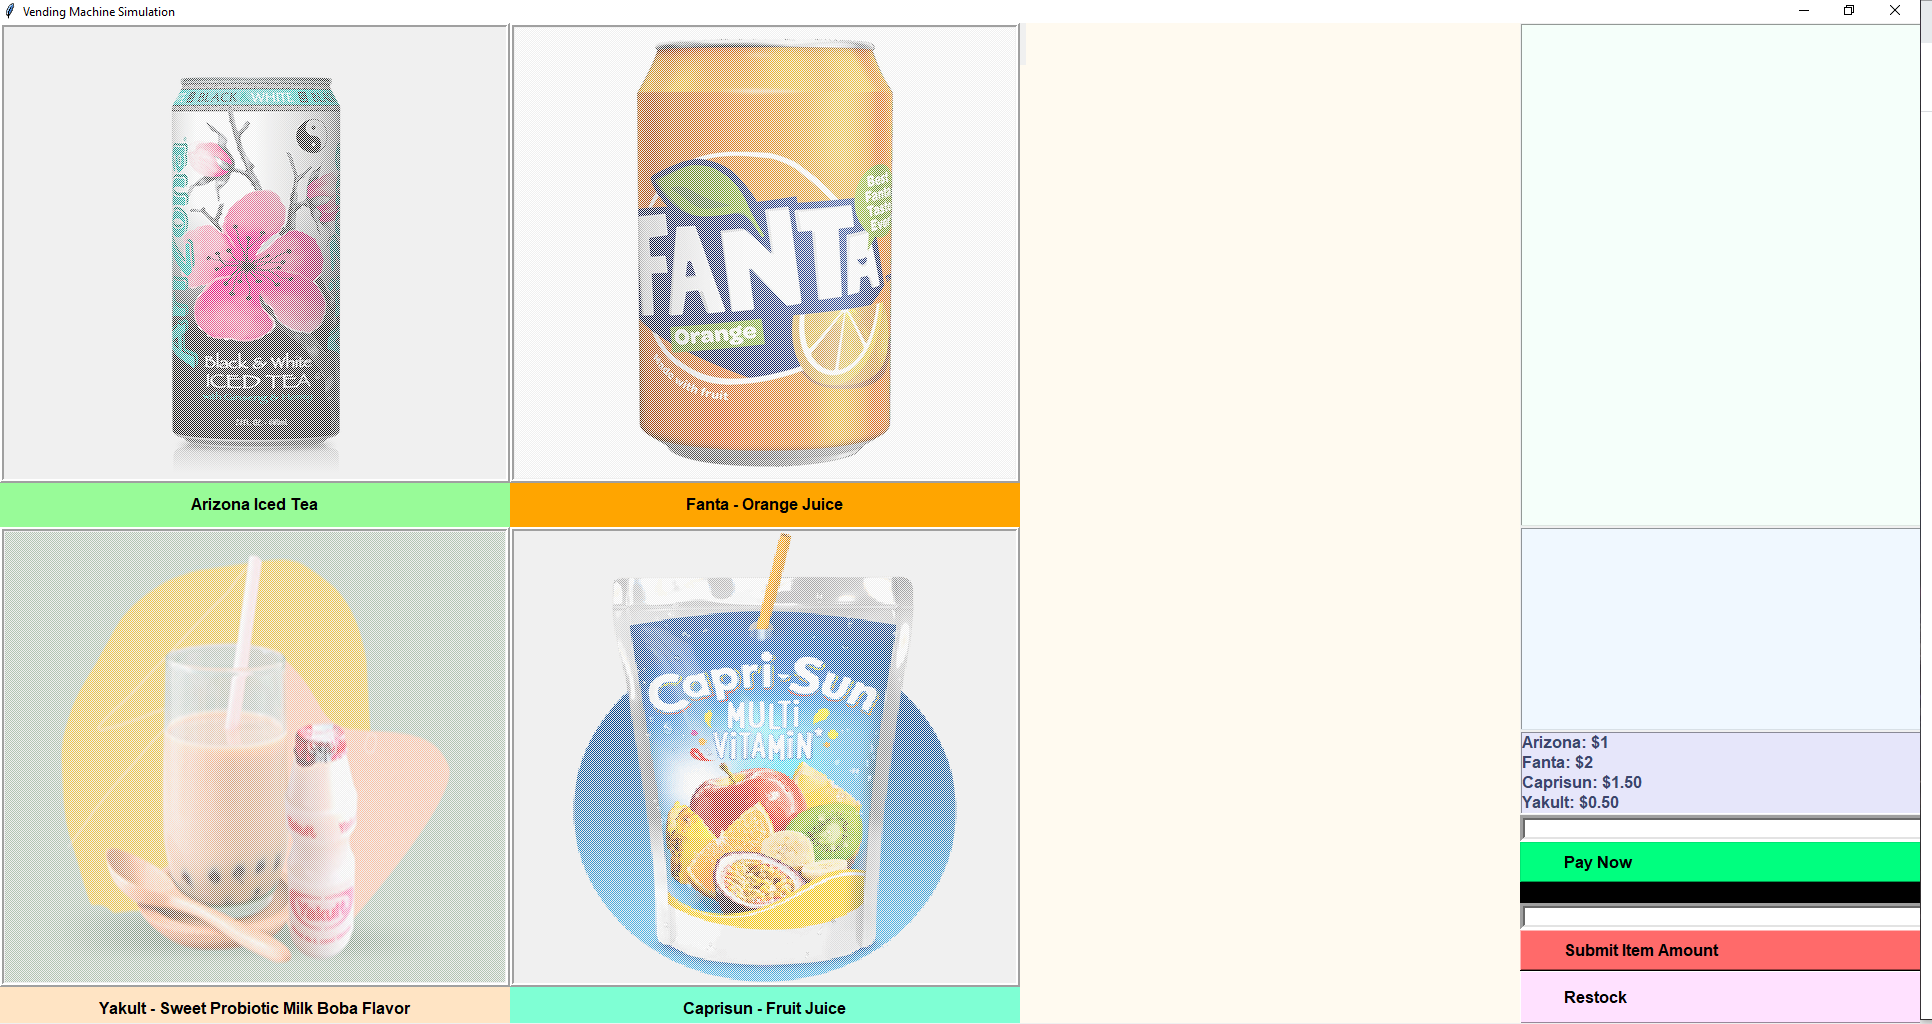 Vending Machine Simulation
BLACK & WHITE
Black & White
ICED TEA
Arizona Iced Tea
Best
Fanta
Taste
Ever
FANTA
Orange
Made with fruit
Fanta - Orange Juice
Yakult
Yakult - Sweet Probiotic Milk Boba Flavor
Capri-Sun
MULTi
ViTAMiN
Caprisun - Fruit Juice
Arizona: $1
Fanta: $2
Caprisun: $1.50
Yakult: $0.50
Pay Now
Submit Item Amount
Restock